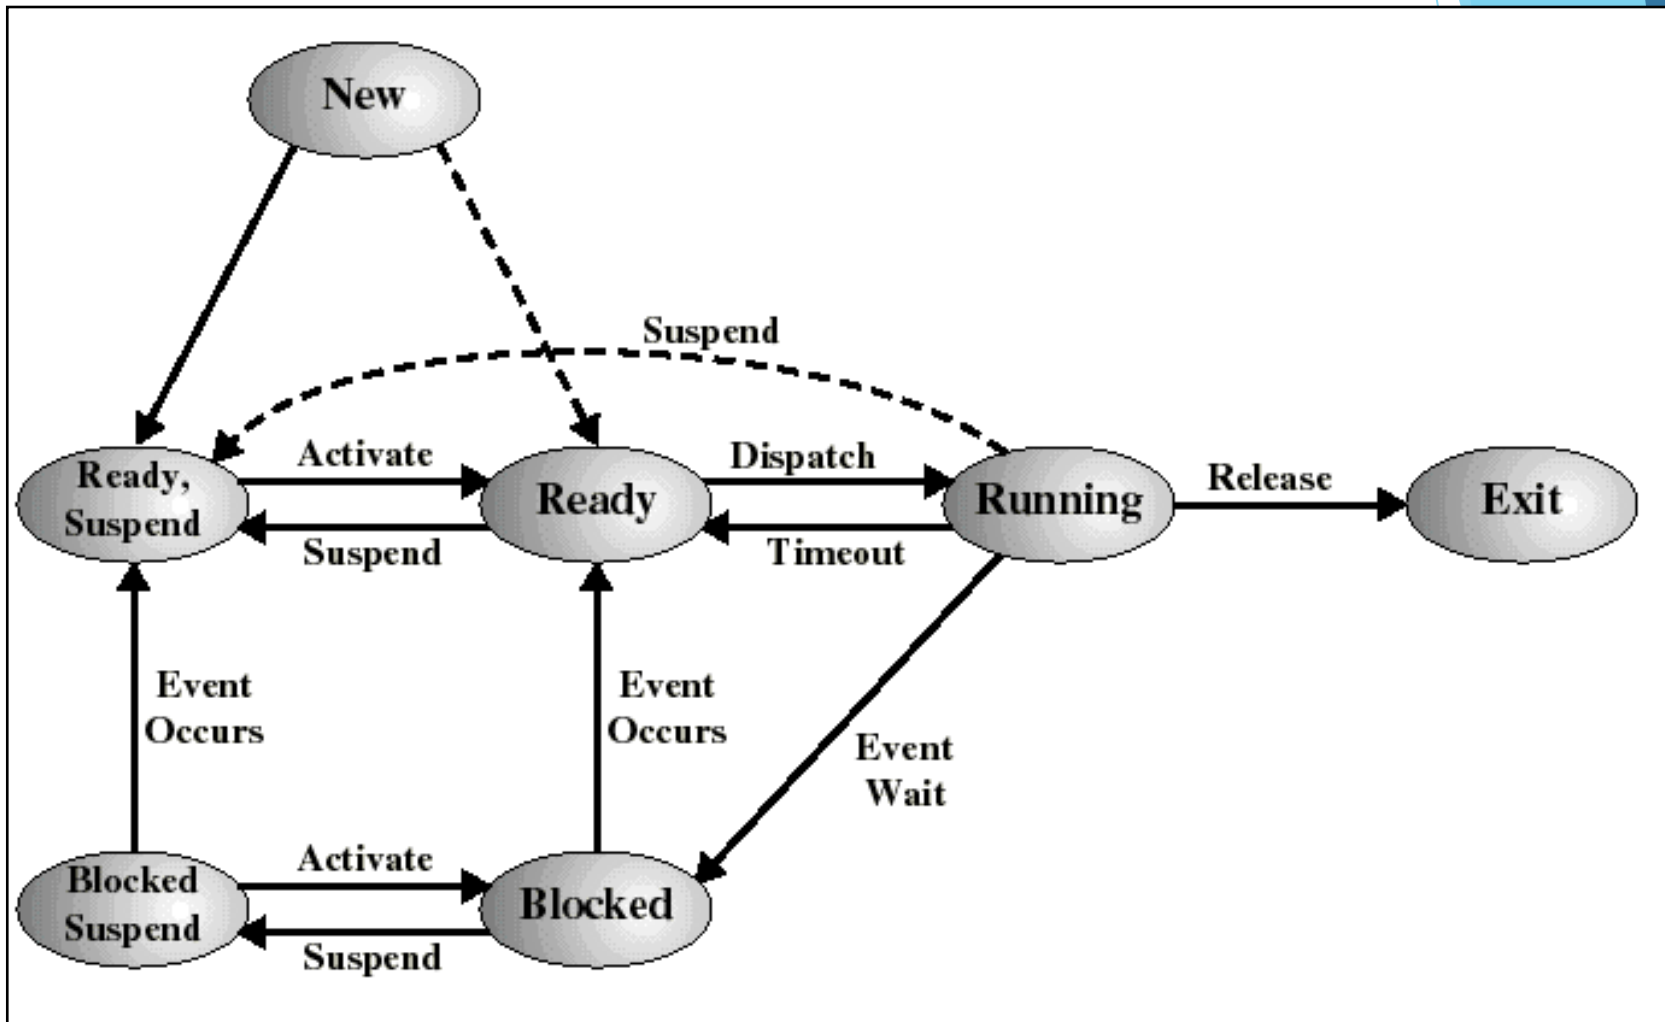 New
Suspend
Activate
Dispatch
Ready,
Suspend
Ready
Running
Release
Exit
Suspend
Timeout
Event
Occurs
Event
Occurs
Event
Wait
Blocked
Suspend
Activate
Blocked
Suspend